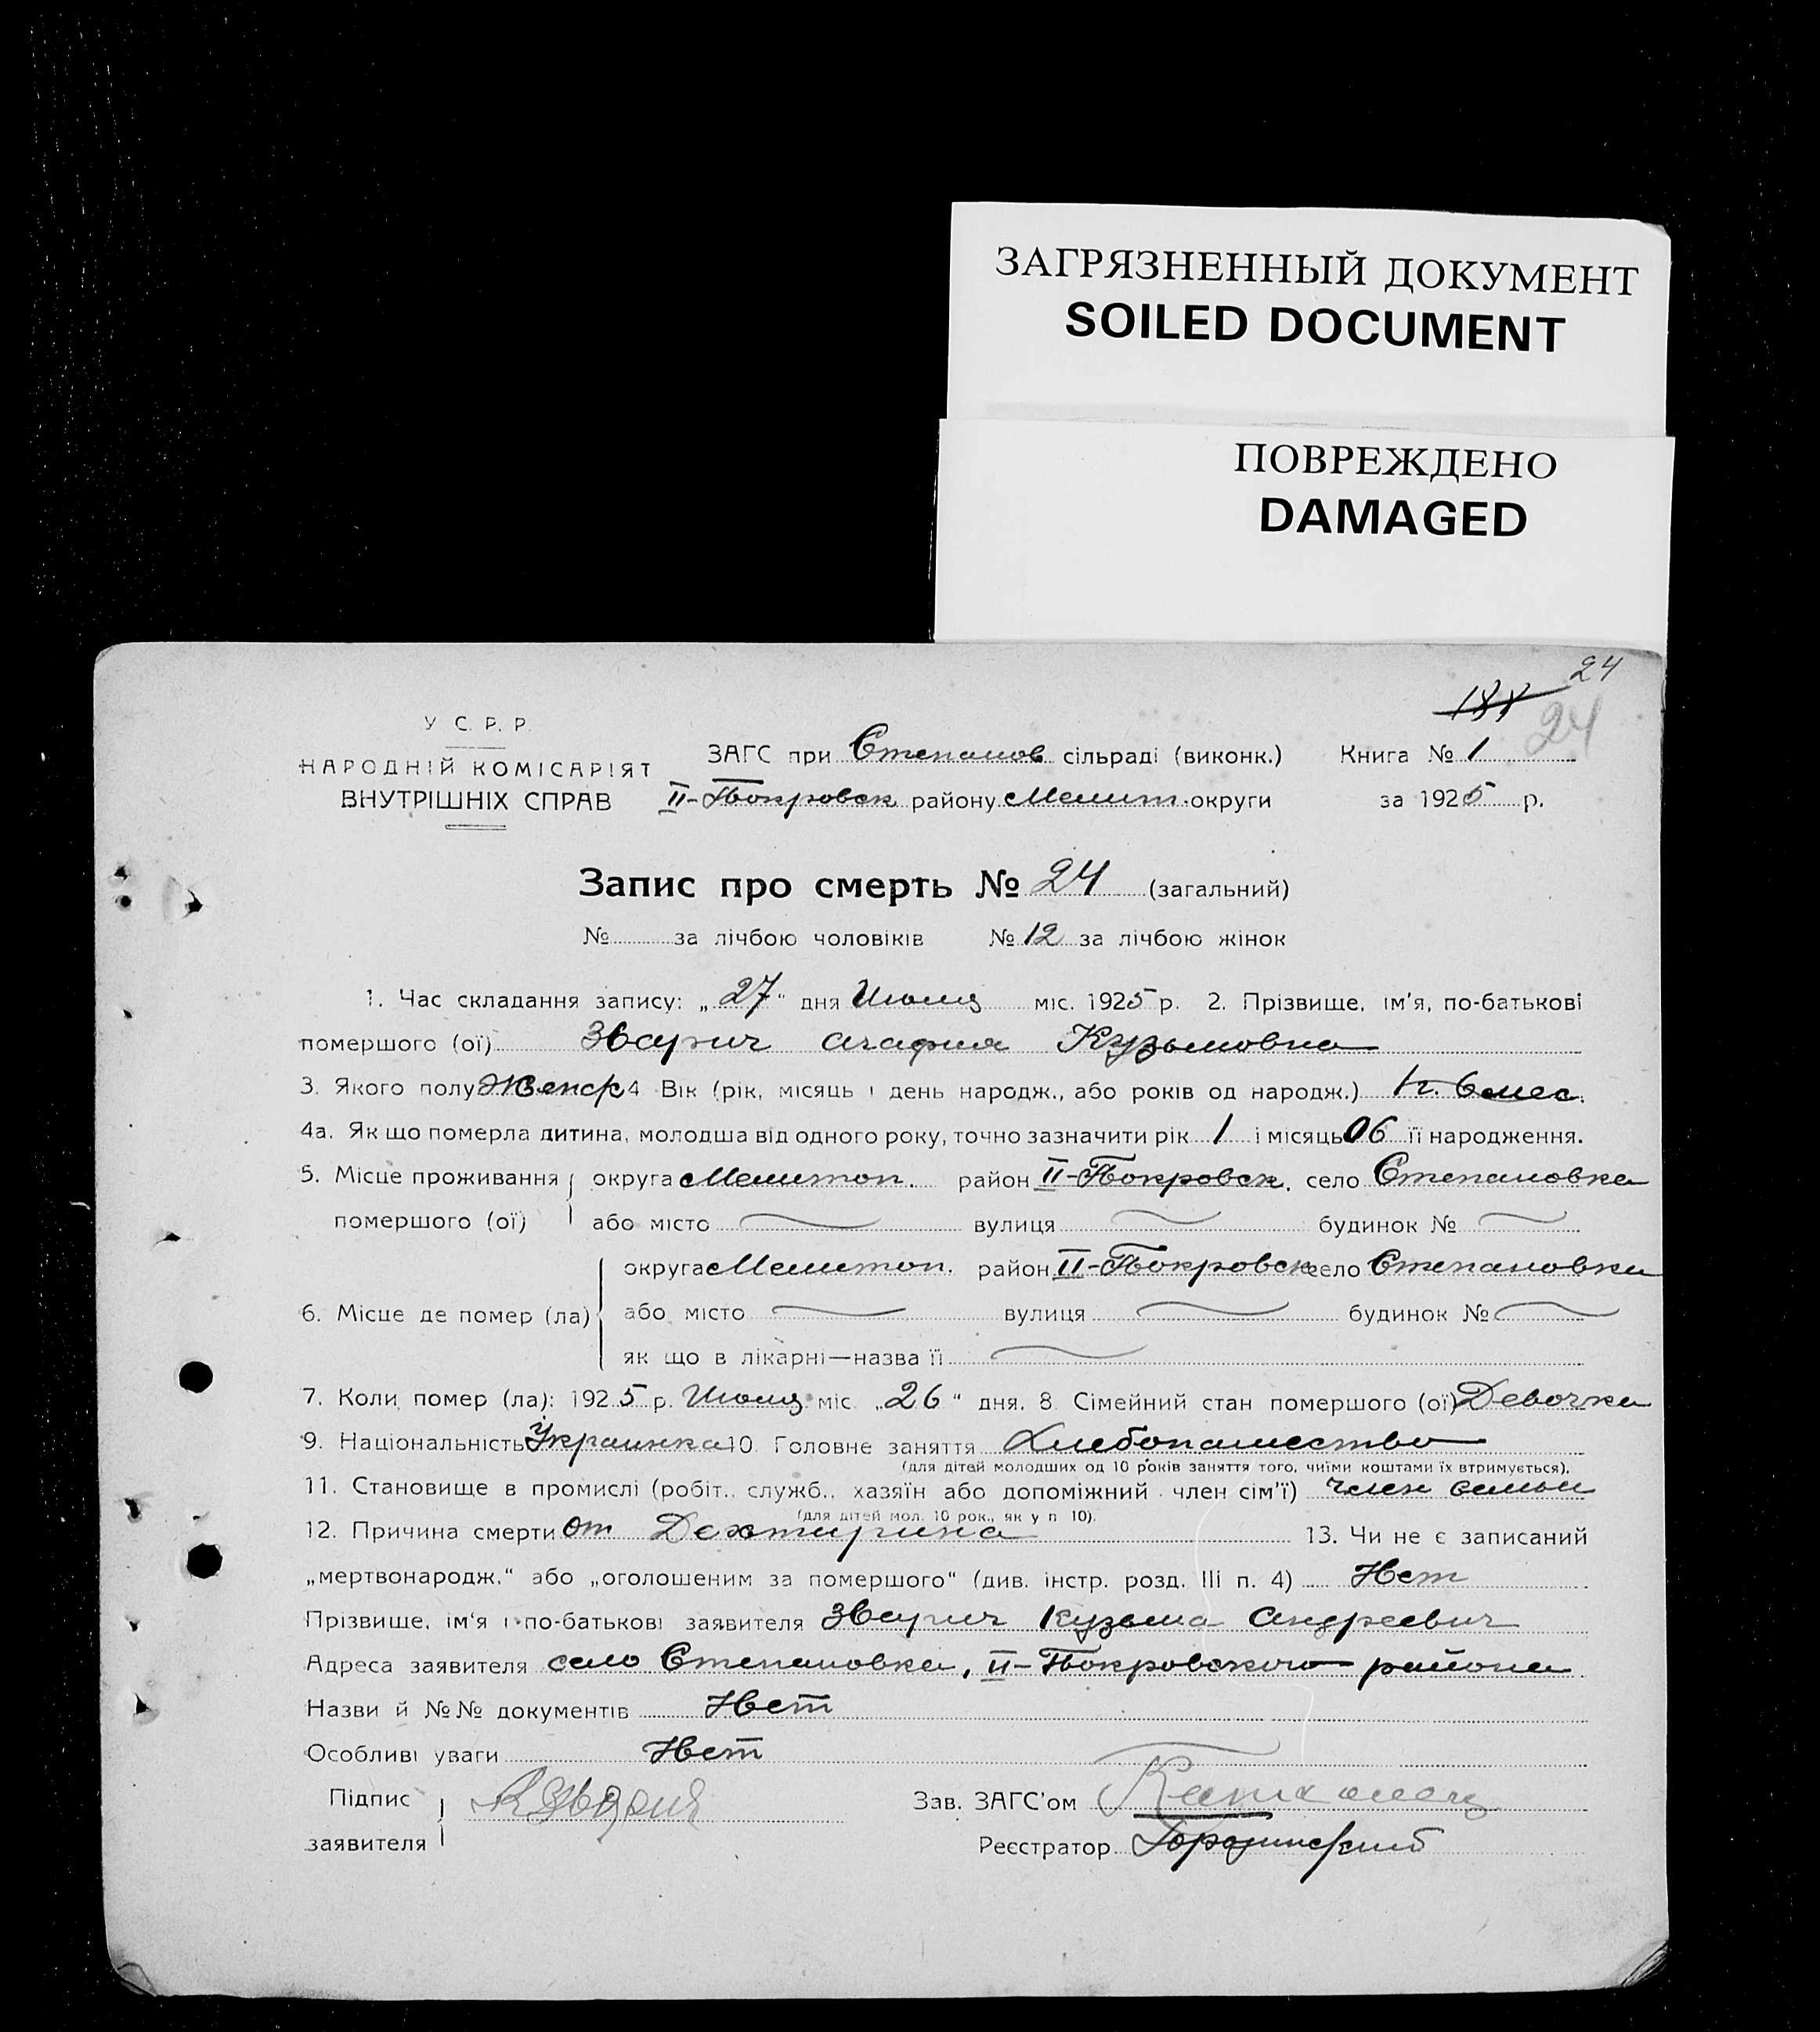 ЗАГРЯЗНЕННЫЙ ДОКУМЕНТ
SOILED DOCUMENT
ПОВРЕЖДЕНО
DAMAGED
24
24
У С. Р. Р.
НАРОДНІЙ КОМІСАРІЯТ
ВНУТРІШНІХ СПРАВ
ЗАГС при Степанов сільраді (виконк.) Книга № 1
II-Покровск району Мелит. округи за 1925 р.
Запис про смерть № 24 (загальний)
№ за лічбою чоловіків № 12 за лічбою жінок
1. Час складання запису: „27“ дня Июля міс. 1925 р. 2. Прізвище, ім'я, по-батькові
помершого (ої) Зварич Агафия Кузьмовна
3. Якого полу Женск 4 Вік (рік, місяць і день народж., або років од народж.) 1 г. 6 мес.
4а. Як що померла дитина, молодша від одного року, точно зазначити рік 1 і місяць 06 її народження.
5. Місце проживання округа Мелитоп. район II-Покровск. село Степановка
помершого (ої) або місто вулиця будинок №
округа Мелитоп. район II-Покровск село Степановка
6. Місце де помер (ла) або місто вулиця будинок №
як що в лікарні—назва її
7. Коли помер (ла): 1925 р. Июля міс. „26“ дня. 8. Сімейний стан помершого (ої) Девочка
9. Національність Украинка 10. Головне заняття Хлебопашество
(для дітей молодших од 10 років заняття того, чиїми коштами їх втримується).
11. Становище в промислі (робіт., служб., хазяїн або допоміжний член сім'ї) член семьи
(для дітей мол. 10 рок., як у п 10).
12. Причина смерти от 13. Чи не є записаний
„мертвонародж.“ або „оголошеним за помершого“ (див. інстр. розд. III п. 4) Нет
Прізвище, ім'я і по-батькові заявителя Зварич Кузьма Андреевич
Адреса заявителя село Степановка, II-Покровского района
Назви й №№ документів Нет
Особливі уваги Нет
Підпис заявителя
Зав. ЗАГС'ом
Реєстратор